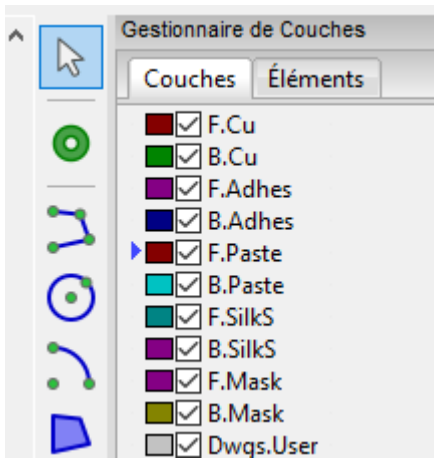 Gestionnaire de Couches
Couches Éléments
F.Cu
B.Cu
F.Adhes
B.Adhes
F.Paste
B.Paste
F.SilkS
B.SilkS
F.Mask
B.Mask
Dwgs.User